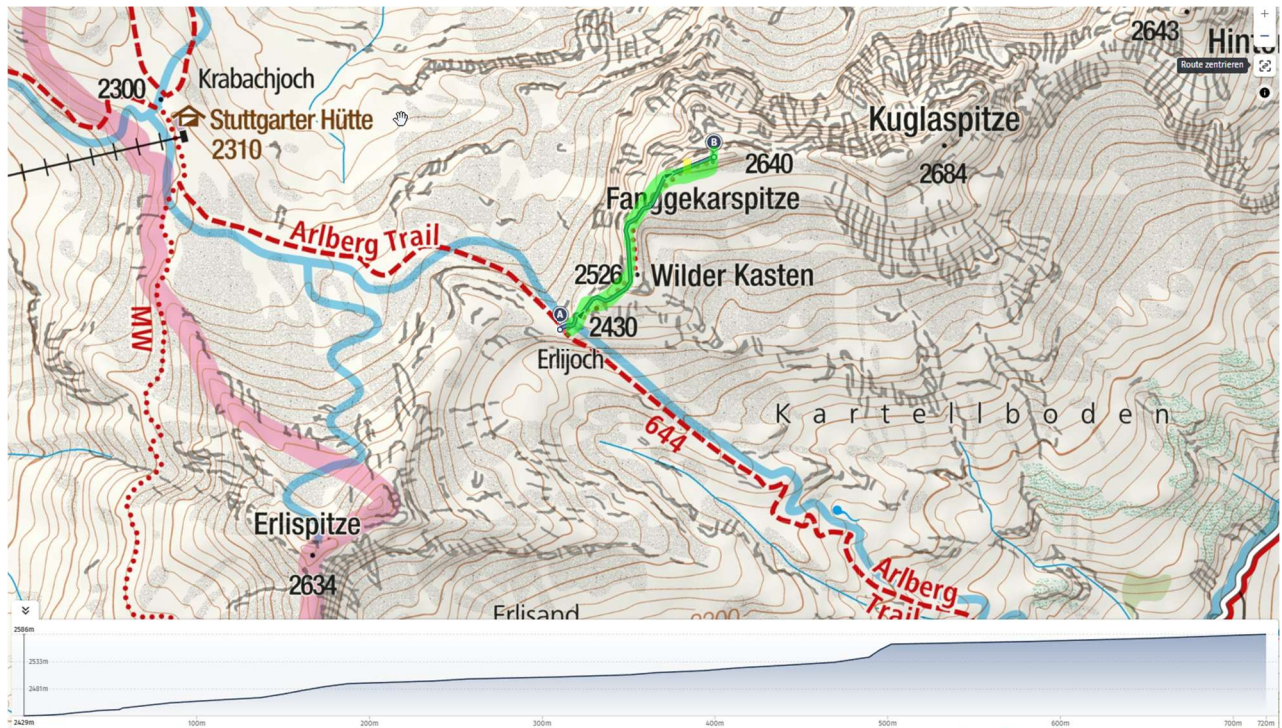 2643
Hint
Route zentrieren
2300
Krabachjoch
Stuttgarter Hütte
2310
Kuglaspitze
2684
B
2640
Fanggekarspitze
Arlberg Trail
2526
Wilder Kasten
A
2430
Erlijoch
MW
644
Kartellboden
Erlispitze
2634
Arlberg
Trail
Erlisand
2200
2586m
2533m
2481m
2429m
100m
200m
300m
400m
500m
600m
700m
720m